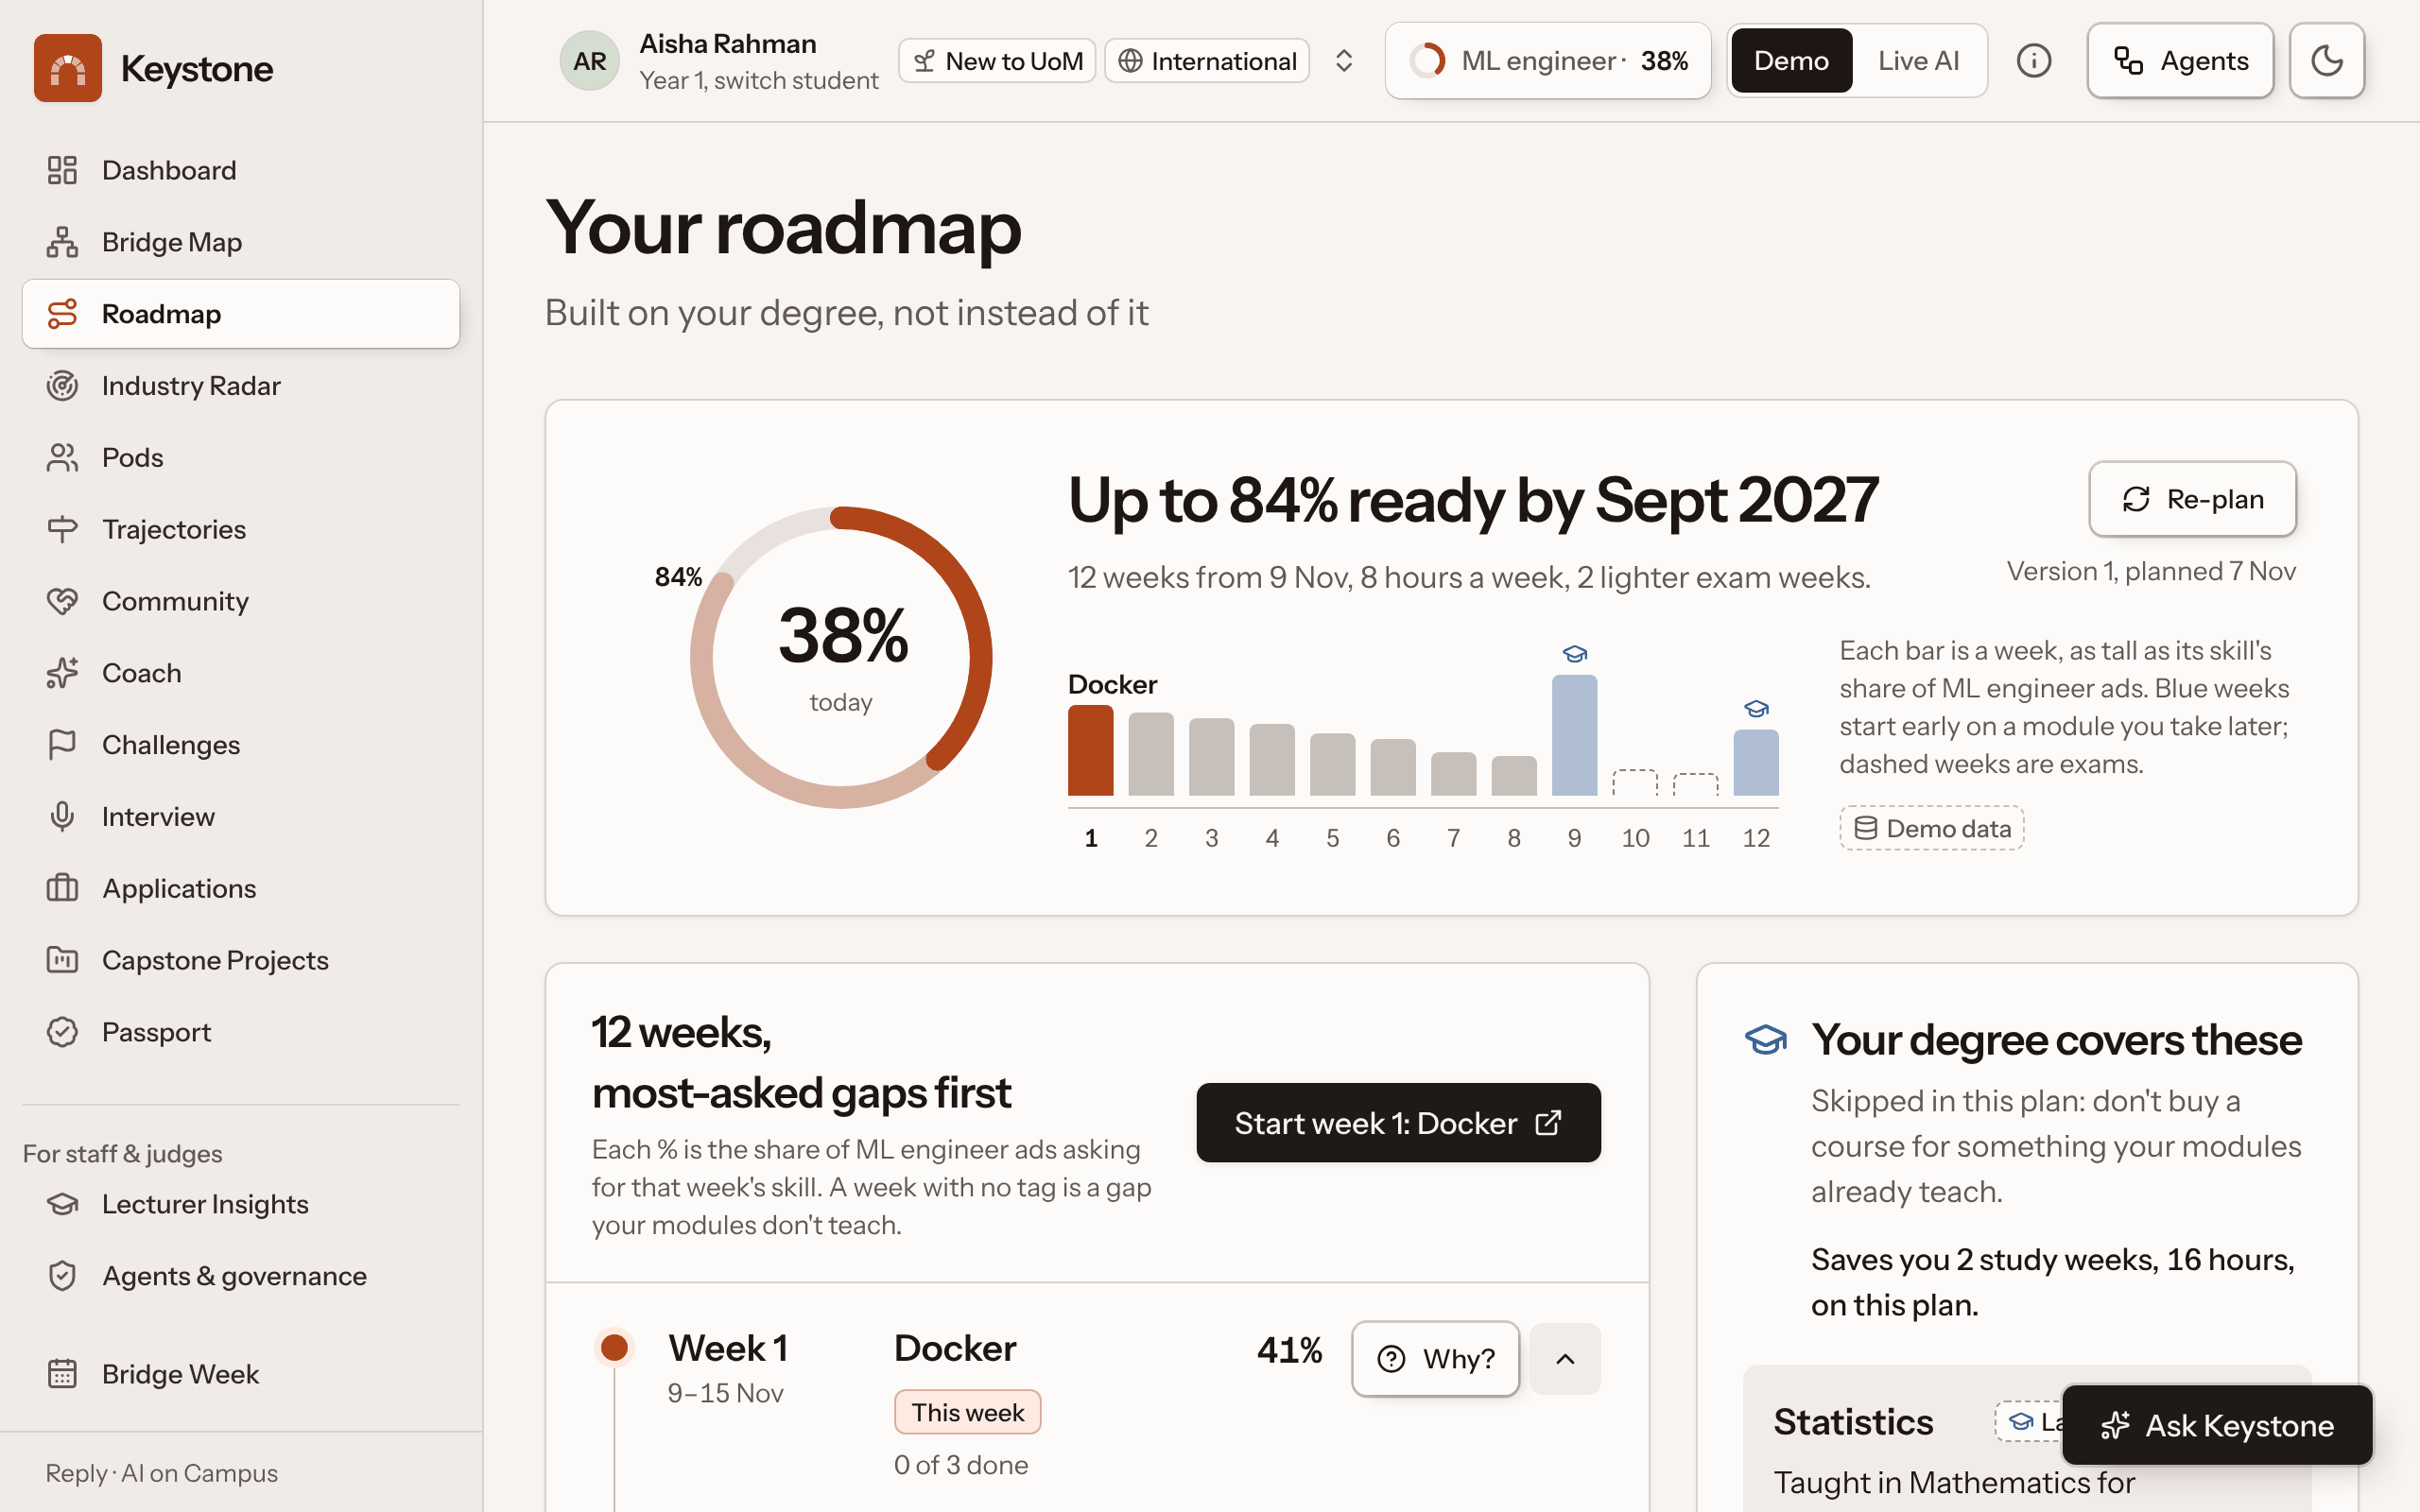 Keystone
Dashboard
Bridge Map
Roadmap
Industry Radar
Pods
Trajectories
Community
Coach
Challenges
Interview
Applications
Capstone Projects
Passport
For staff & judges
Lecturer Insights
Agents & governance
Bridge Week
Reply · AI on Campus
AR
Aisha Rahman
Year 1, switch student
New to UoM
International
ML engineer · 38%
Demo
Live AI
Agents
Your roadmap
Built on your degree, not instead of it
84%
38%
today
Up to 84% ready by Sept 2027
12 weeks from 9 Nov, 8 hours a week, 2 lighter exam weeks.
Re-plan
Version 1, planned 7 Nov
Docker
1 2 3 4 5 6 7 8 9 10 11 12
Each bar is a week, as tall as its skill's
share of ML engineer ads. Blue weeks
start early on a module you take later;
dashed weeks are exams.
Demo data
12 weeks,
most-asked gaps first
Each % is the share of ML engineer ads asking
for that week's skill. A week with no tag is a gap
your modules don't teach.
Start week 1: Docker
Week 1
9–15 Nov
Docker
This week
0 of 3 done
41%
Why?
Your degree covers these
Skipped in this plan: don't buy a
course for something your modules
already teach.
Saves you 2 study weeks, 16 hours,
on this plan.
Statistics
Ask Keystone
Taught in Mathematics for